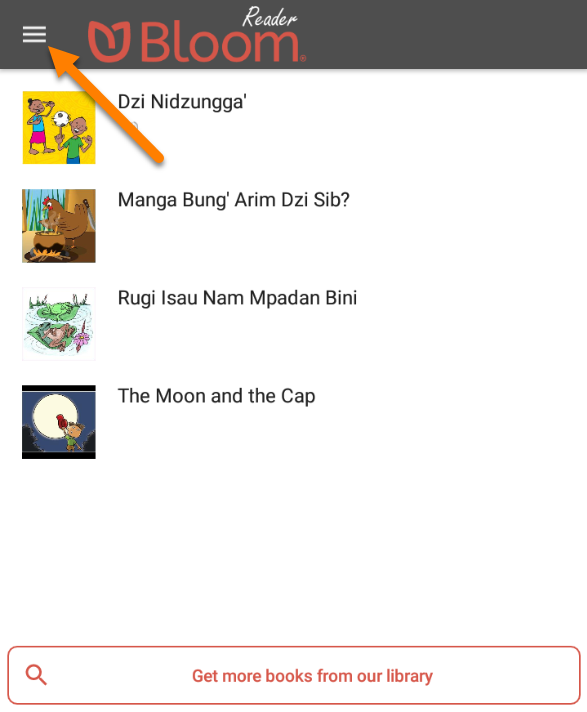 Reader
Bloom®
Dzi Nidzungga'
Manga Bung' Arim Dzi Sib?
Rugi Isau Nam Mpadan Bini
The Moon and the Cap
Get more books from our library